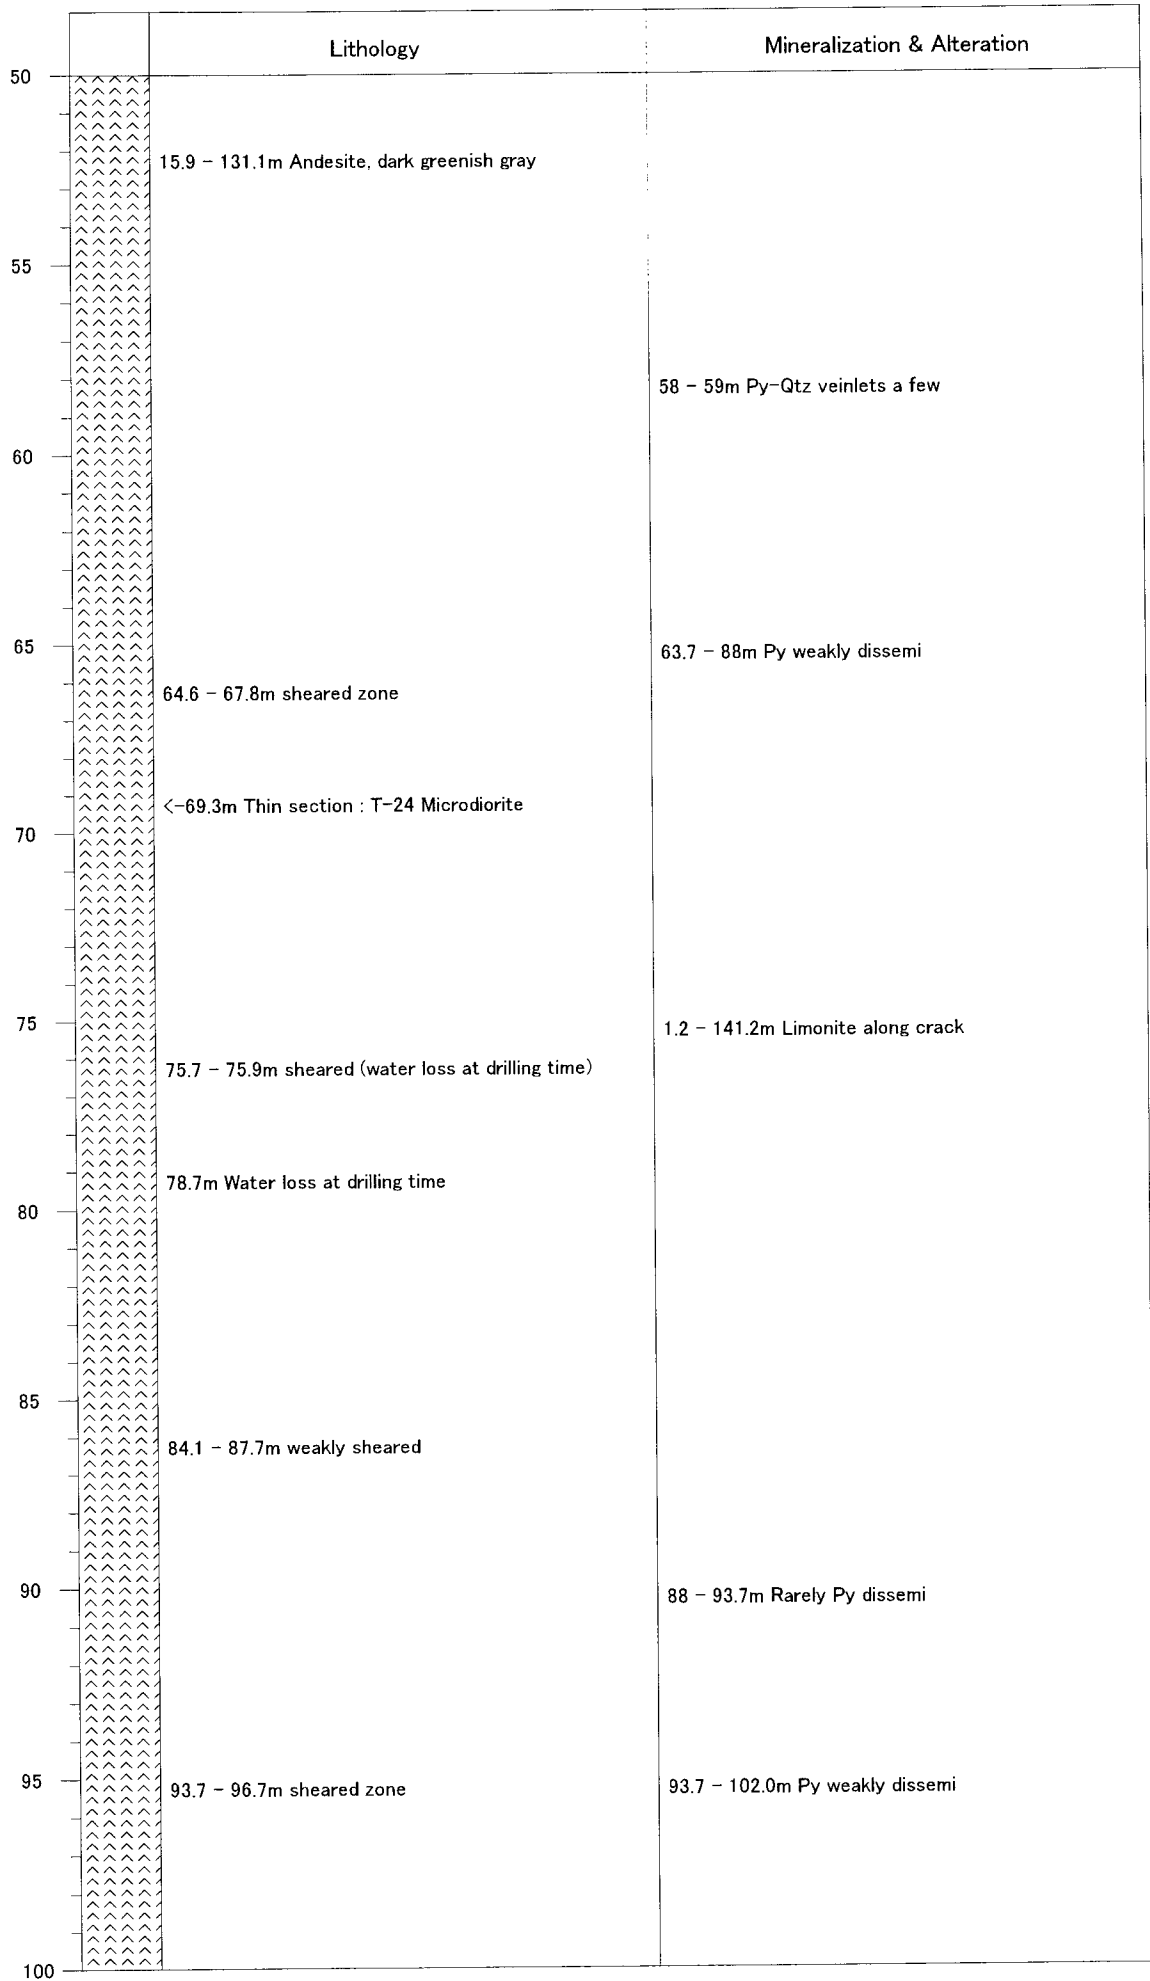 Lithology
Mineralization & Alteration
50
15.9 - 131.1m Andesite, dark greenish gray
55
58 - 59m Py-Qtz veinlets a few
60
65
63.7 - 88m Py weakly dissemi
64.6 - 67.8m sheared zone
<-69.3m Thin section : T-24 Microdiorite
70
75
1.2 - 141.2m Limonite along crack
75.7 - 75.9m sheared (water loss at drilling time)
78.7m Water loss at drilling time
80
85
84.1 - 87.7m weakly sheared
90
88 - 93.7m Rarely Py dissemi
95
93.7 - 96.7m sheared zone
93.7 - 102.0m Py weakly dissemi
100